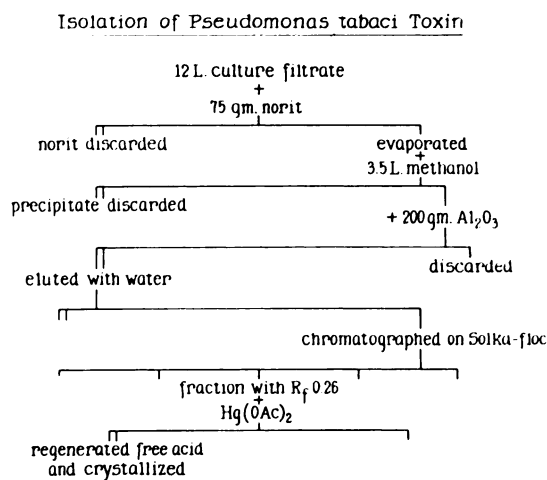 Isolation of Pseudomonas tabaci Toxin
12 L. culture filtrate
+
75 gm. norit
norit discarded
evaporated
+
3.5 L. methanol
precipitate discarded
+ 200 gm. Al₂O₃
eluted with water
discarded
chromatographed on Solka-floc
fraction with Rf 0.26
+
Hg(OAc)₂
regenerated free acid
and crystallized